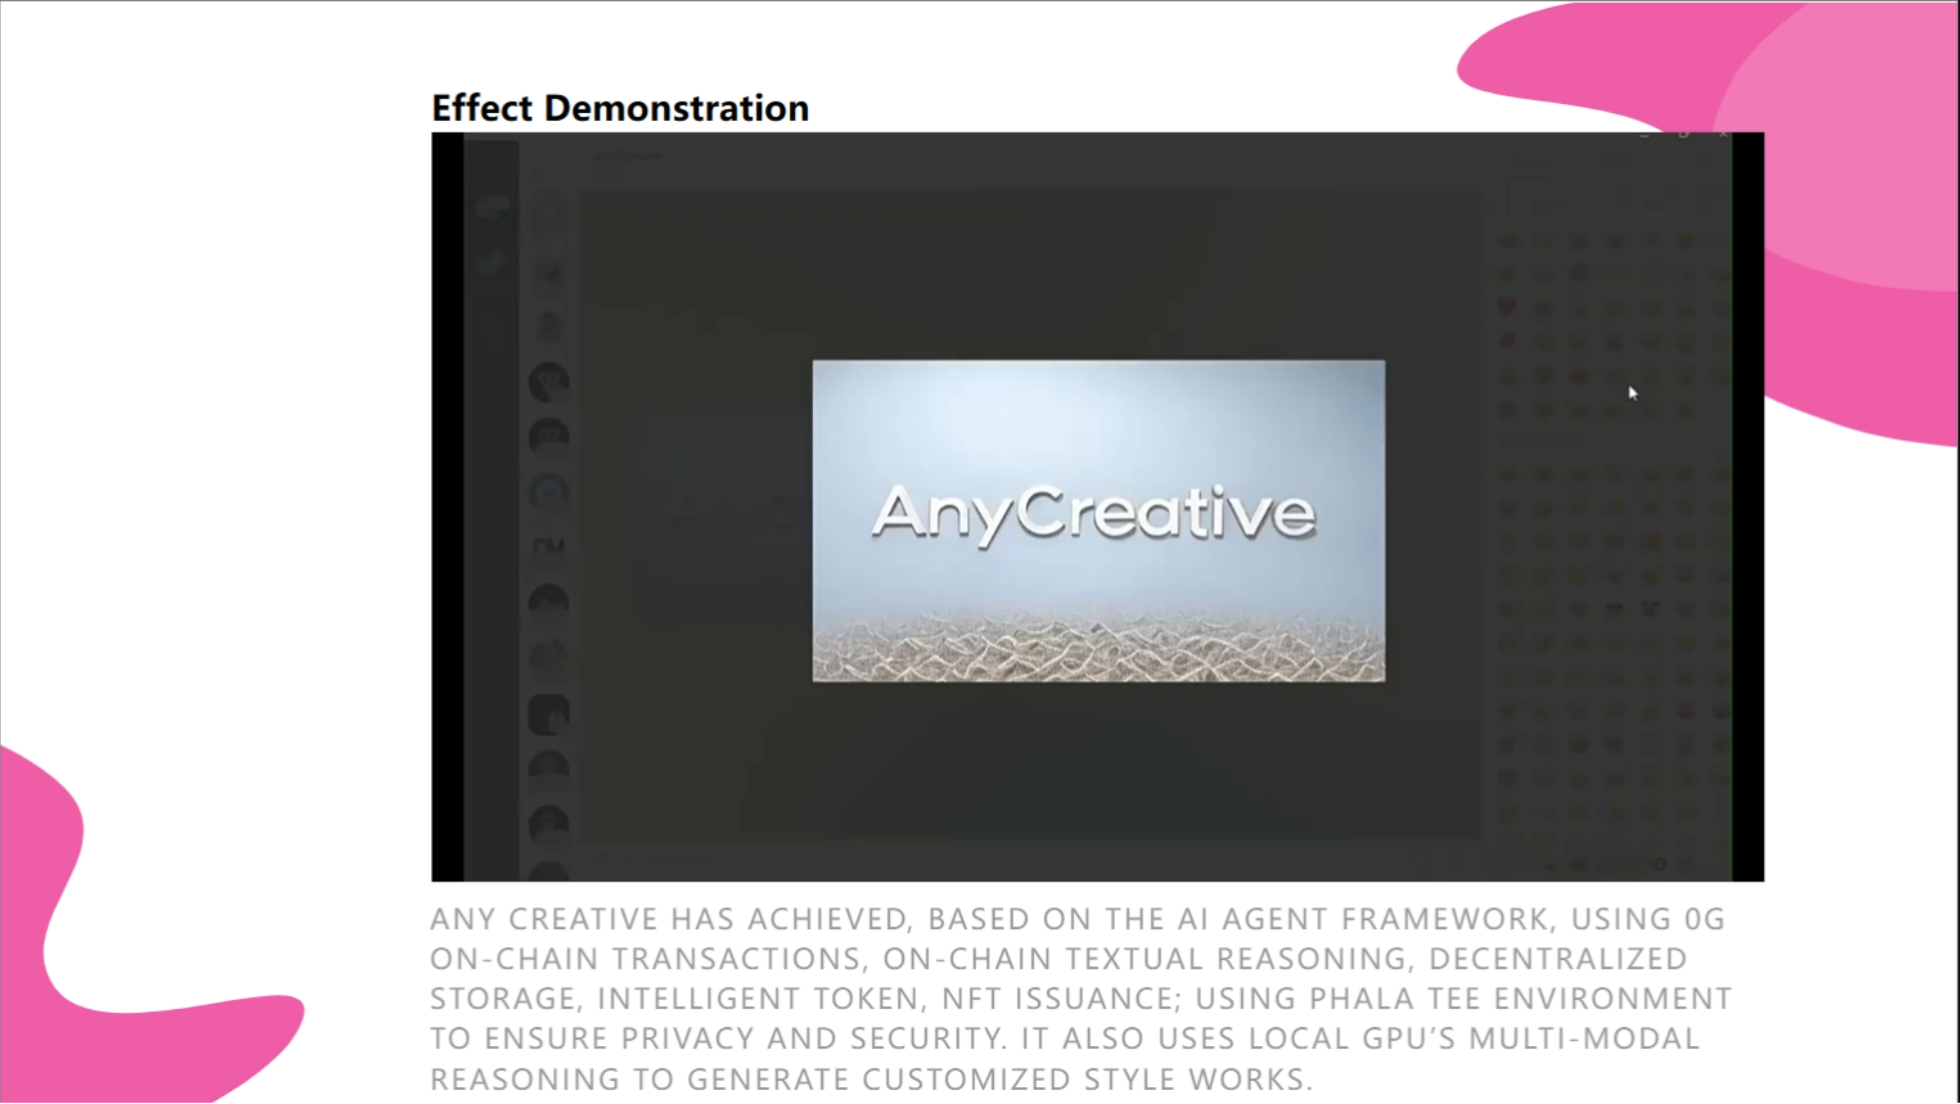 Effect Demonstration
AnyCreative
ANY CREATIVE HAS ACHIEVED, BASED ON THE AI AGENT FRAMEWORK, USING 0G
ON-CHAIN TRANSACTIONS, ON-CHAIN TEXTUAL REASONING, DECENTRALIZED
STORAGE, INTELLIGENT TOKEN, NFT ISSUANCE; USING PHALA TEE ENVIRONMENT
TO ENSURE PRIVACY AND SECURITY. IT ALSO USES LOCAL GPU’S MULTI-MODAL
REASONING TO GENERATE CUSTOMIZED STYLE WORKS.